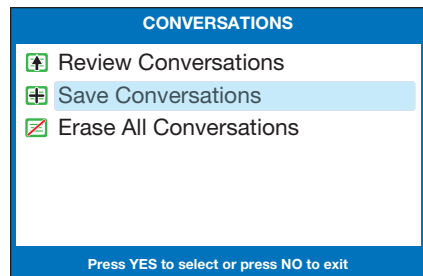 CONVERSATIONS
Review Conversations
Save Conversations
Erase All Conversations
Press YES to select or press NO to exit